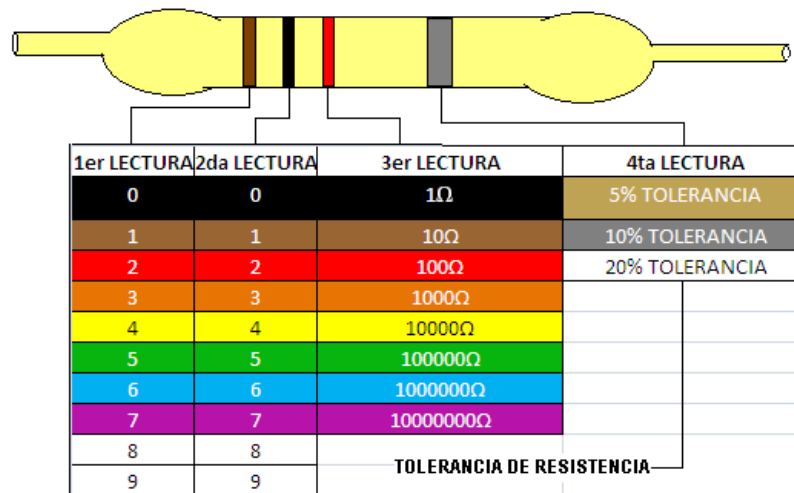 1er LECTURA 2da LECTURA 3er LECTURA 4ta LECTURA
0 0 1Ω 5% TOLERANCIA
1 1 10Ω 10% TOLERANCIA
2 2 100Ω 20% TOLERANCIA
3 3 1000Ω
4 4 10000Ω
5 5 100000Ω
6 6 1000000Ω
7 7 10000000Ω
8 8
TOLERANCIA DE RESISTENCIA
9 9